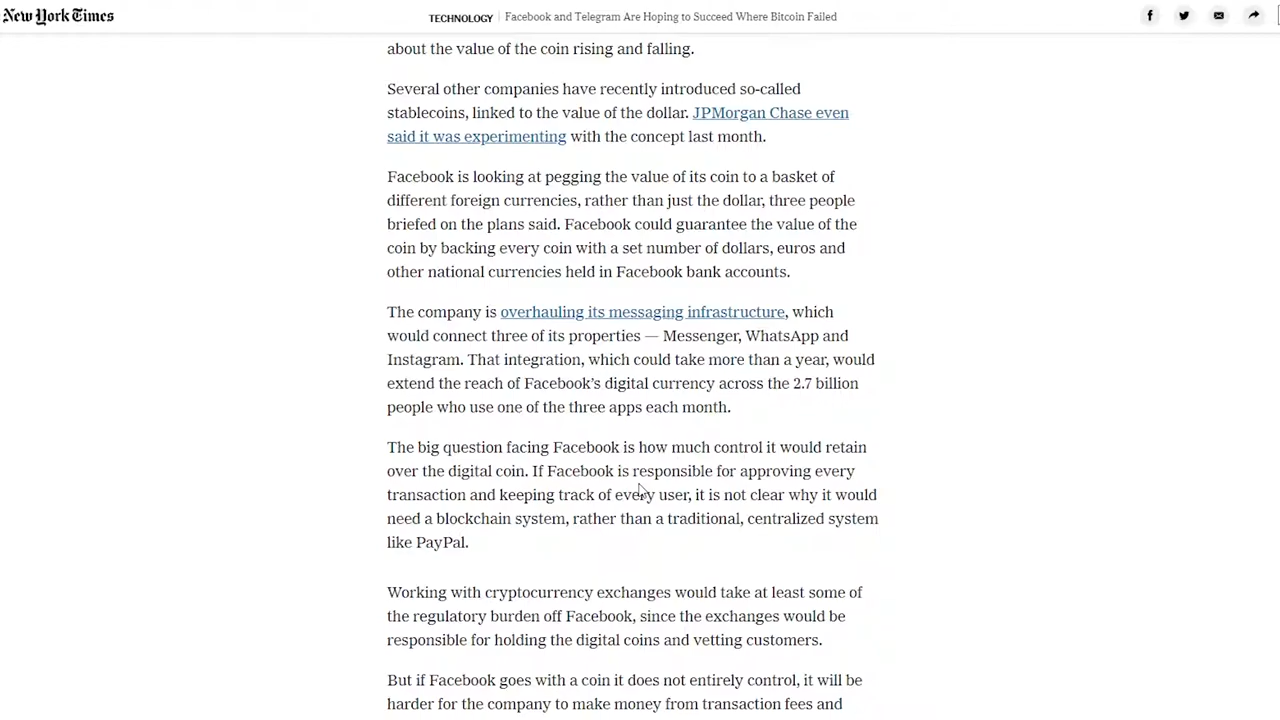 New York Times
TECHNOLOGY | Facebook and Telegram Are Hoping to Succeed Where Bitcoin Failed
about the value of the coin rising and falling.
Several other companies have recently introduced so-called
stablecoins, linked to the value of the dollar. JPMorgan Chase even
said it was experimenting with the concept last month.
Facebook is looking at pegging the value of its coin to a basket of
different foreign currencies, rather than just the dollar, three people
briefed on the plans said. Facebook could guarantee the value of the
coin by backing every coin with a set number of dollars, euros and
other national currencies held in Facebook bank accounts.
The company is overhauling its messaging infrastructure, which
would connect three of its properties — Messenger, WhatsApp and
Instagram. That integration, which could take more than a year, would
extend the reach of Facebook's digital currency across the 2.7 billion
people who use one of the three apps each month.
The big question facing Facebook is how much control it would retain
over the digital coin. If Facebook is responsible for approving every
transaction and keeping track of every user, it is not clear why it would
need a blockchain system, rather than a traditional, centralized system
like PayPal.
Working with cryptocurrency exchanges would take at least some of
the regulatory burden off Facebook, since the exchanges would be
responsible for holding the digital coins and vetting customers.
But if Facebook goes with a coin it does not entirely control, it will be
harder for the company to make money from transaction fees and